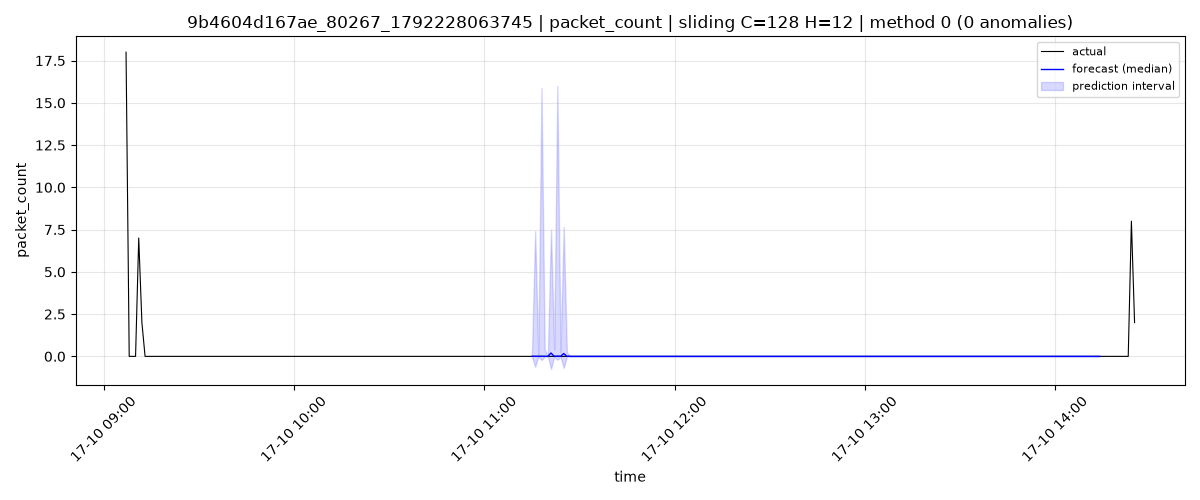 9b4604d167ae_80267_1792228063745 | packet_count | sliding C=128 H=12 | method 0 (0 anomalies)
actual
forecast (median)
prediction interval
packet_count
17.5
15.0
12.5
10.0
7.5
5.0
2.5
0.0
17-10 09:00
17-10 10:00
17-10 11:00
17-10 12:00
17-10 13:00
17-10 14:00
time